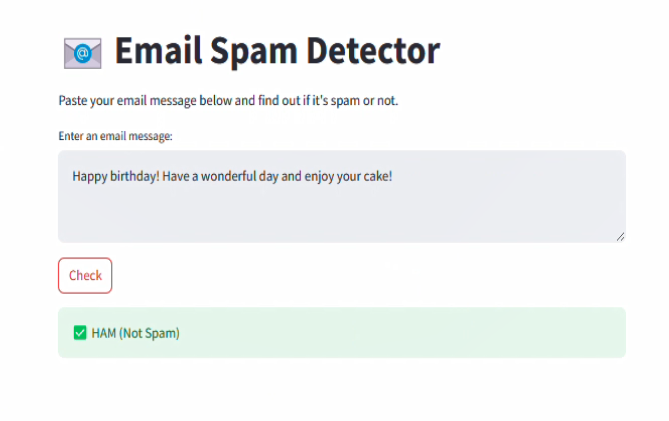 Email Spam Detector
Paste your email message below and find out if it's spam or not.
Enter an email message:
Happy birthday! Have a wonderful day and enjoy your cake!
Check
HAM (Not Spam)